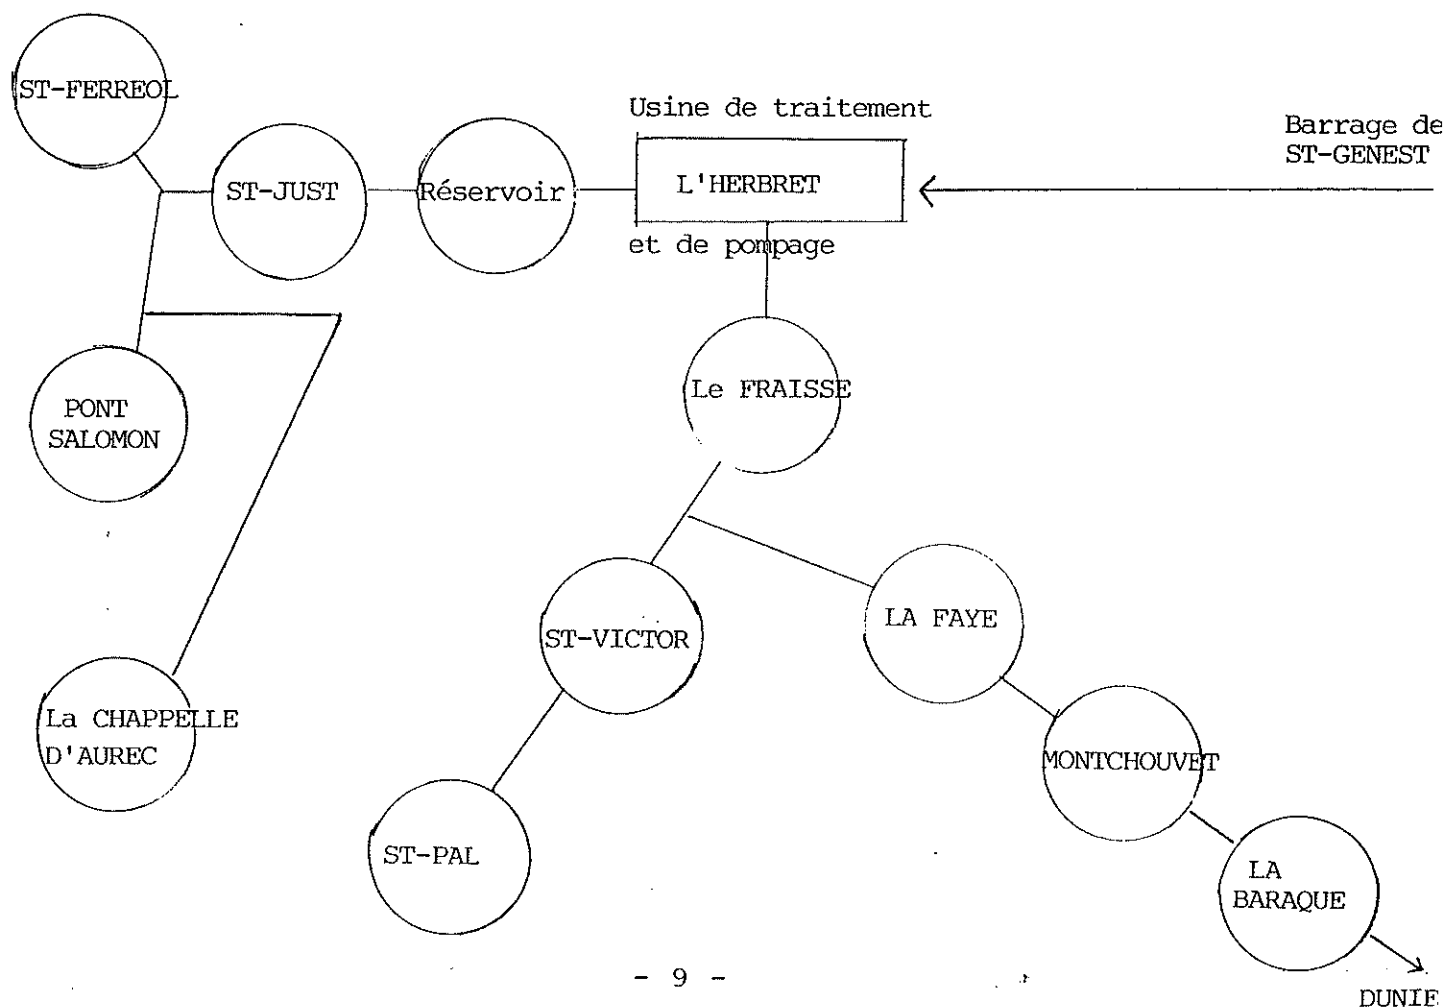 ST-FERREOL
Usine de traitement
Barrage de
ST-GENEST
ST-JUST
Réservoir
L'HERBRET
et de pompage
Le FRAISSE
PONT
SALOMON
LA FAYE
ST-VICTOR
La CHAPPELLE
D'AUREC
MONTCHOUVET
ST-PAL
LA
BARAQUE
- 9 -
DUNIE